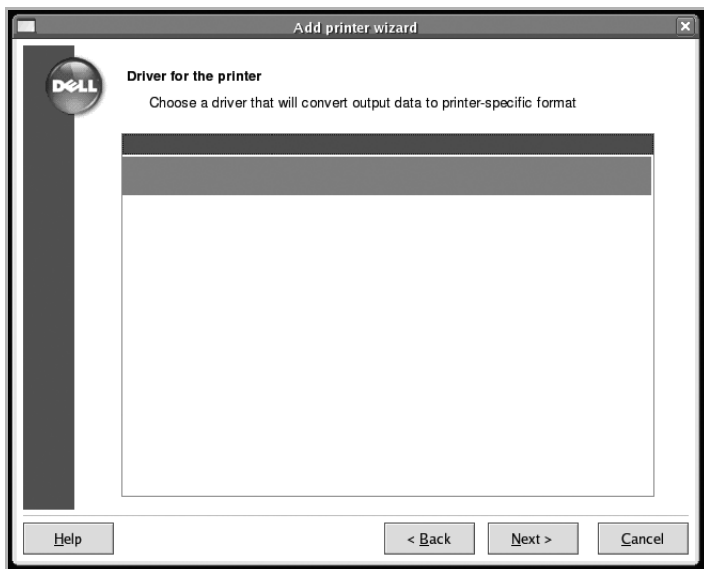 Add printer wizard
DELL
Driver for the printer
Choose a driver that will convert output data to printer-specific format
Help
< Back
Next >
Cancel